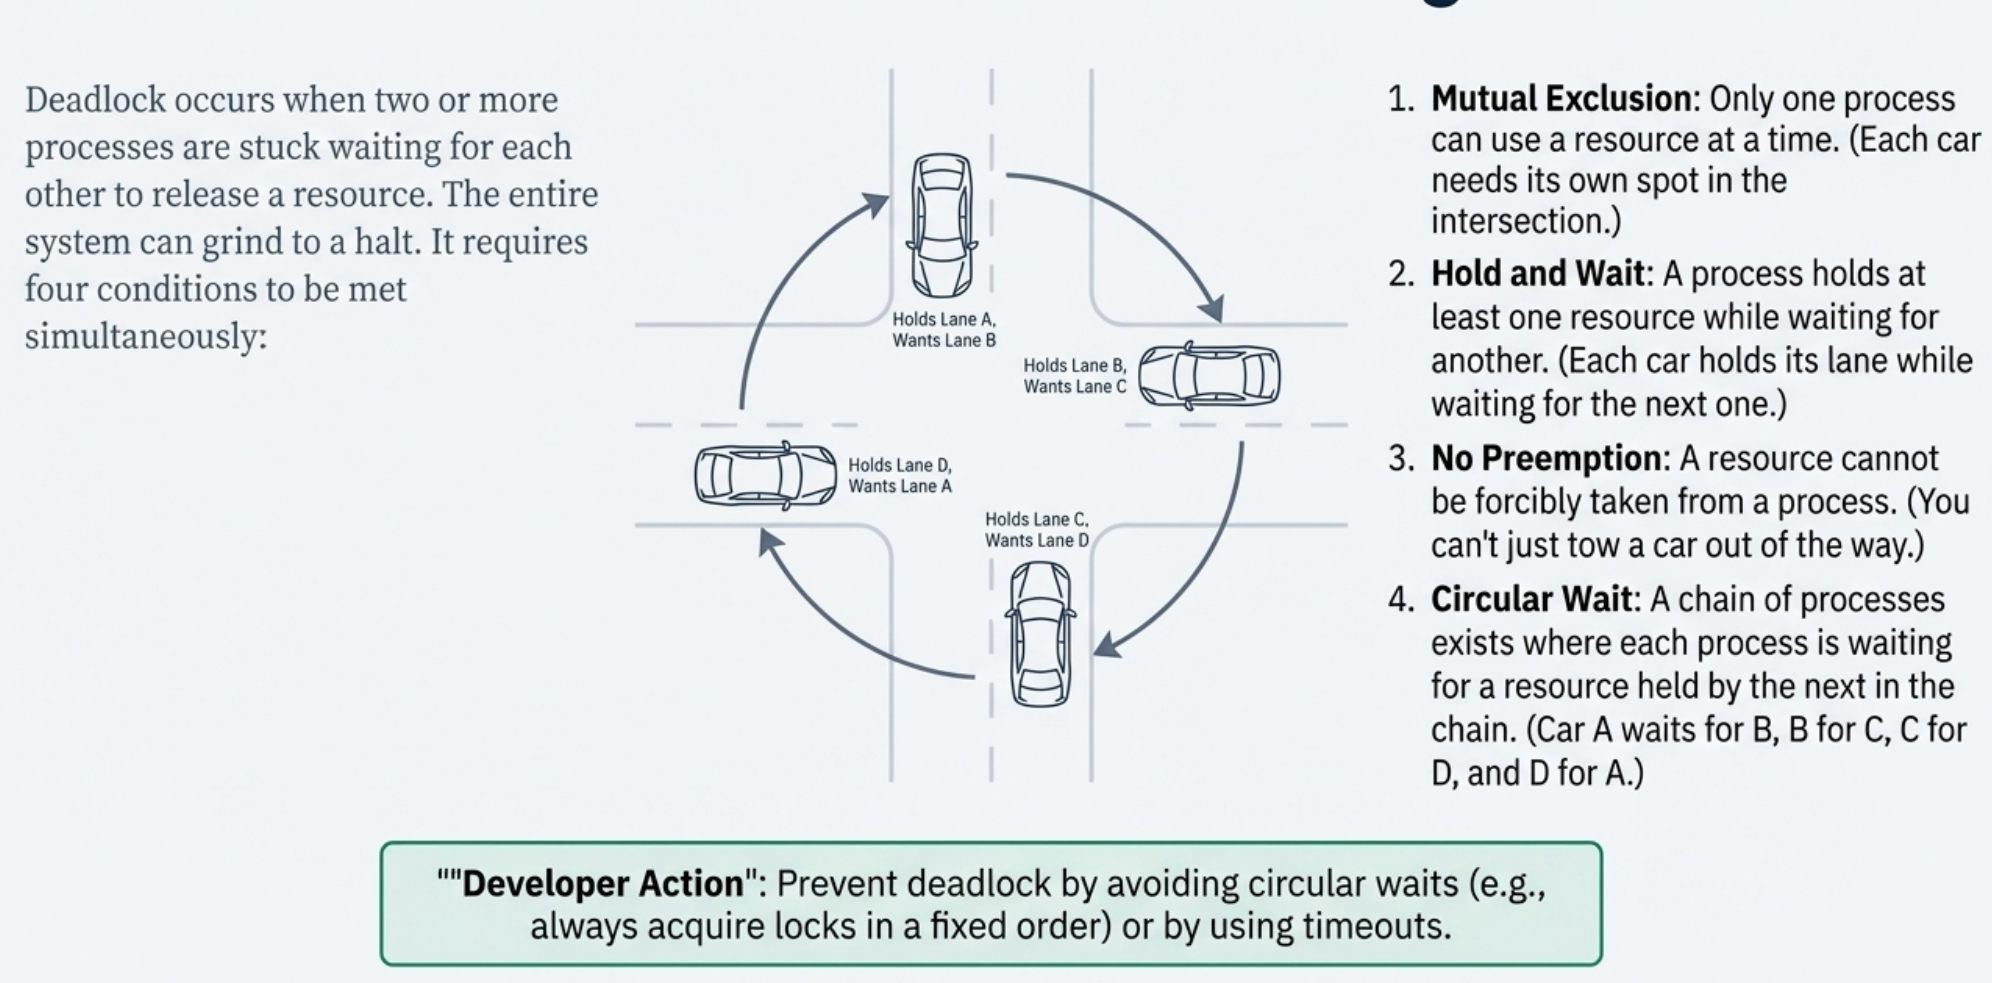 Deadlock occurs when two or more
processes are stuck waiting for each
other to release a resource. The entire
system can grind to a halt. It requires
four conditions to be met
simultaneously:
Holds Lane A,
Wants Lane B
Holds Lane B,
Wants Lane C
Holds Lane D,
Wants Lane A
Holds Lane C,
Wants Lane D
1. Mutual Exclusion: Only one process
can use a resource at a time. (Each car
needs its own spot in the
intersection.)
2. Hold and Wait: A process holds at
least one resource while waiting for
another. (Each car holds its lane while
waiting for the next one.)
3. No Preemption: A resource cannot
be forcibly taken from a process. (You
can't just tow a car out of the way.)
4. Circular Wait: A chain of processes
exists where each process is waiting
for a resource held by the next in the
chain. (Car A waits for B, B for C, C for
D, and D for A.)
""Developer Action": Prevent deadlock by avoiding circular waits (e.g.,
always acquire locks in a fixed order) or by using timeouts.